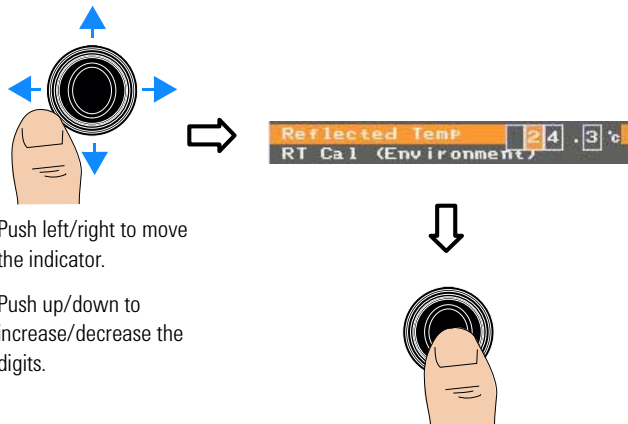 Reflected Temp 24.3 °c
RT Cal (Environment)
Push left/right to move
the indicator.
Push up/down to
increase/decrease the
digits.